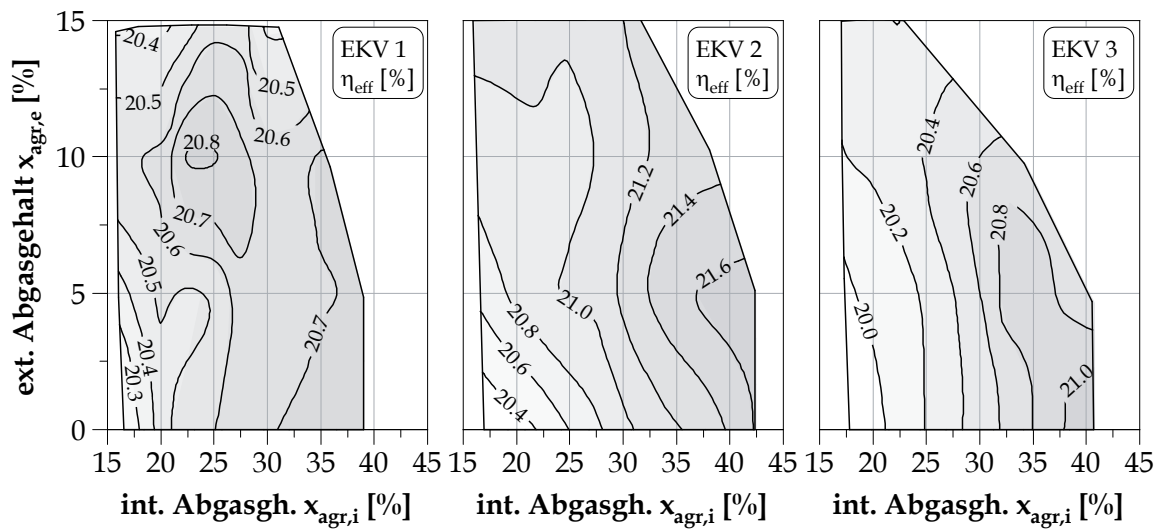 ext. Abgasgehalt x_agr,e [%]
15
10
5
0
EKV 1
η_eff [%]
20.4
20.5
20.5
20.6
20.8
20.7
20.6
20.5
20.4
20.3
20.7
15 20 25 30 35 40 45
int. Abgasgh. x_agr,i [%]
EKV 2
η_eff [%]
21.2
21.4
21.6
21.0
20.8
20.6
20.4
15 20 25 30 35 40 45
int. Abgasgh. x_agr,i [%]
EKV 3
η_eff [%]
20.4
20.6
20.8
20.2
20.0
21.0
15 20 25 30 35 40 45
int. Abgasgh. x_agr,i [%]